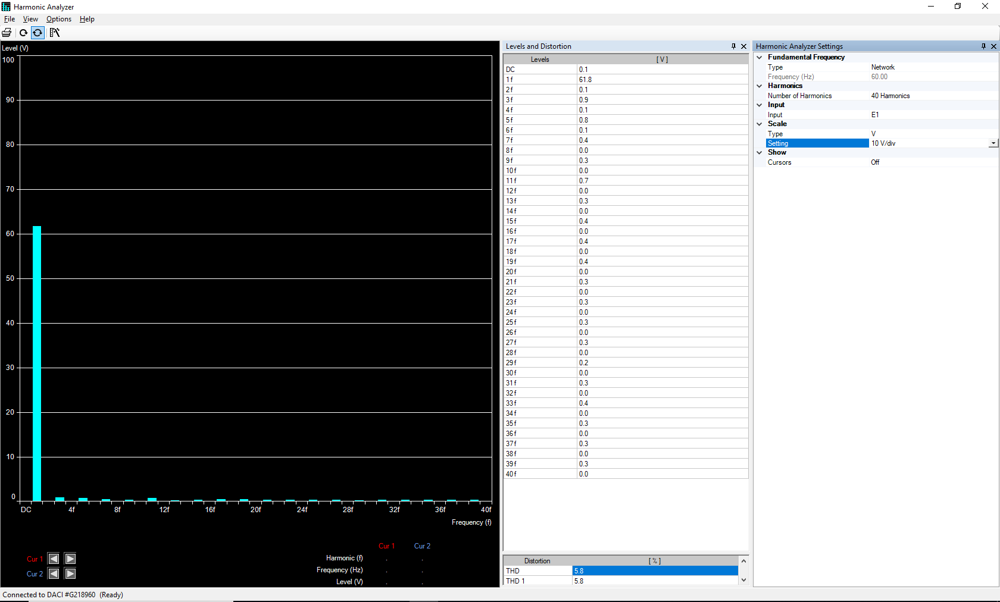 Harmonic Analyzer
File View Options Help
Level (V)
100
90
80
70
60
50
40
30
20
10
0
DC 4f 8f 12f 16f 20f 24f 28f 32f 36f 40f
Frequency (f)
Cur 1 Cur 2
Cur 1
Cur 2
Harmonic (f) . .
Frequency (Hz) . .
Level (V) . .
Levels and Distortion
Levels [ V ]
DC 0.1
1f 61.8
2f 0.1
3f 0.9
4f 0.1
5f 0.8
6f 0.1
7f 0.4
8f 0.0
9f 0.3
10f 0.0
11f 0.7
12f 0.0
13f 0.3
14f 0.0
15f 0.4
16f 0.0
17f 0.4
18f 0.0
19f 0.4
20f 0.0
21f 0.3
22f 0.0
23f 0.3
24f 0.0
25f 0.3
26f 0.0
27f 0.3
28f 0.0
29f 0.2
30f 0.0
31f 0.3
32f 0.0
33f 0.4
34f 0.0
35f 0.3
36f 0.0
37f 0.3
38f 0.0
39f 0.3
40f 0.0
Distortion [ % ]
THD 5.8
THD 1 5.8
Harmonic Analyzer Settings
Fundamental Frequency
Type Network
Frequency (Hz) 60.00
Harmonics
Number of Harmonics 40 Harmonics
Input
Input E1
Scale
Type V
Setting 10 V/div
Show
Cursors Off
Connected to DACI #G218960 (Ready)